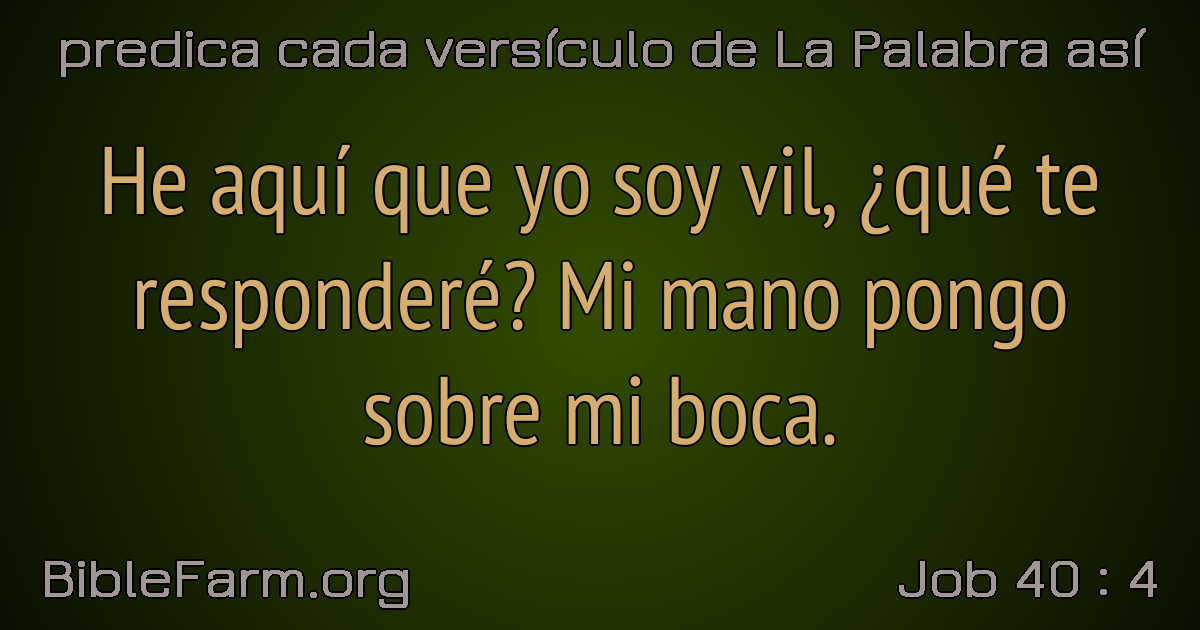 predica cada versículo de La Palabra así
He aquí que yo soy vil, ¿qué te
responderé? Mi mano pongo
sobre mi boca.
BibleFarm.org
Job 40 : 4